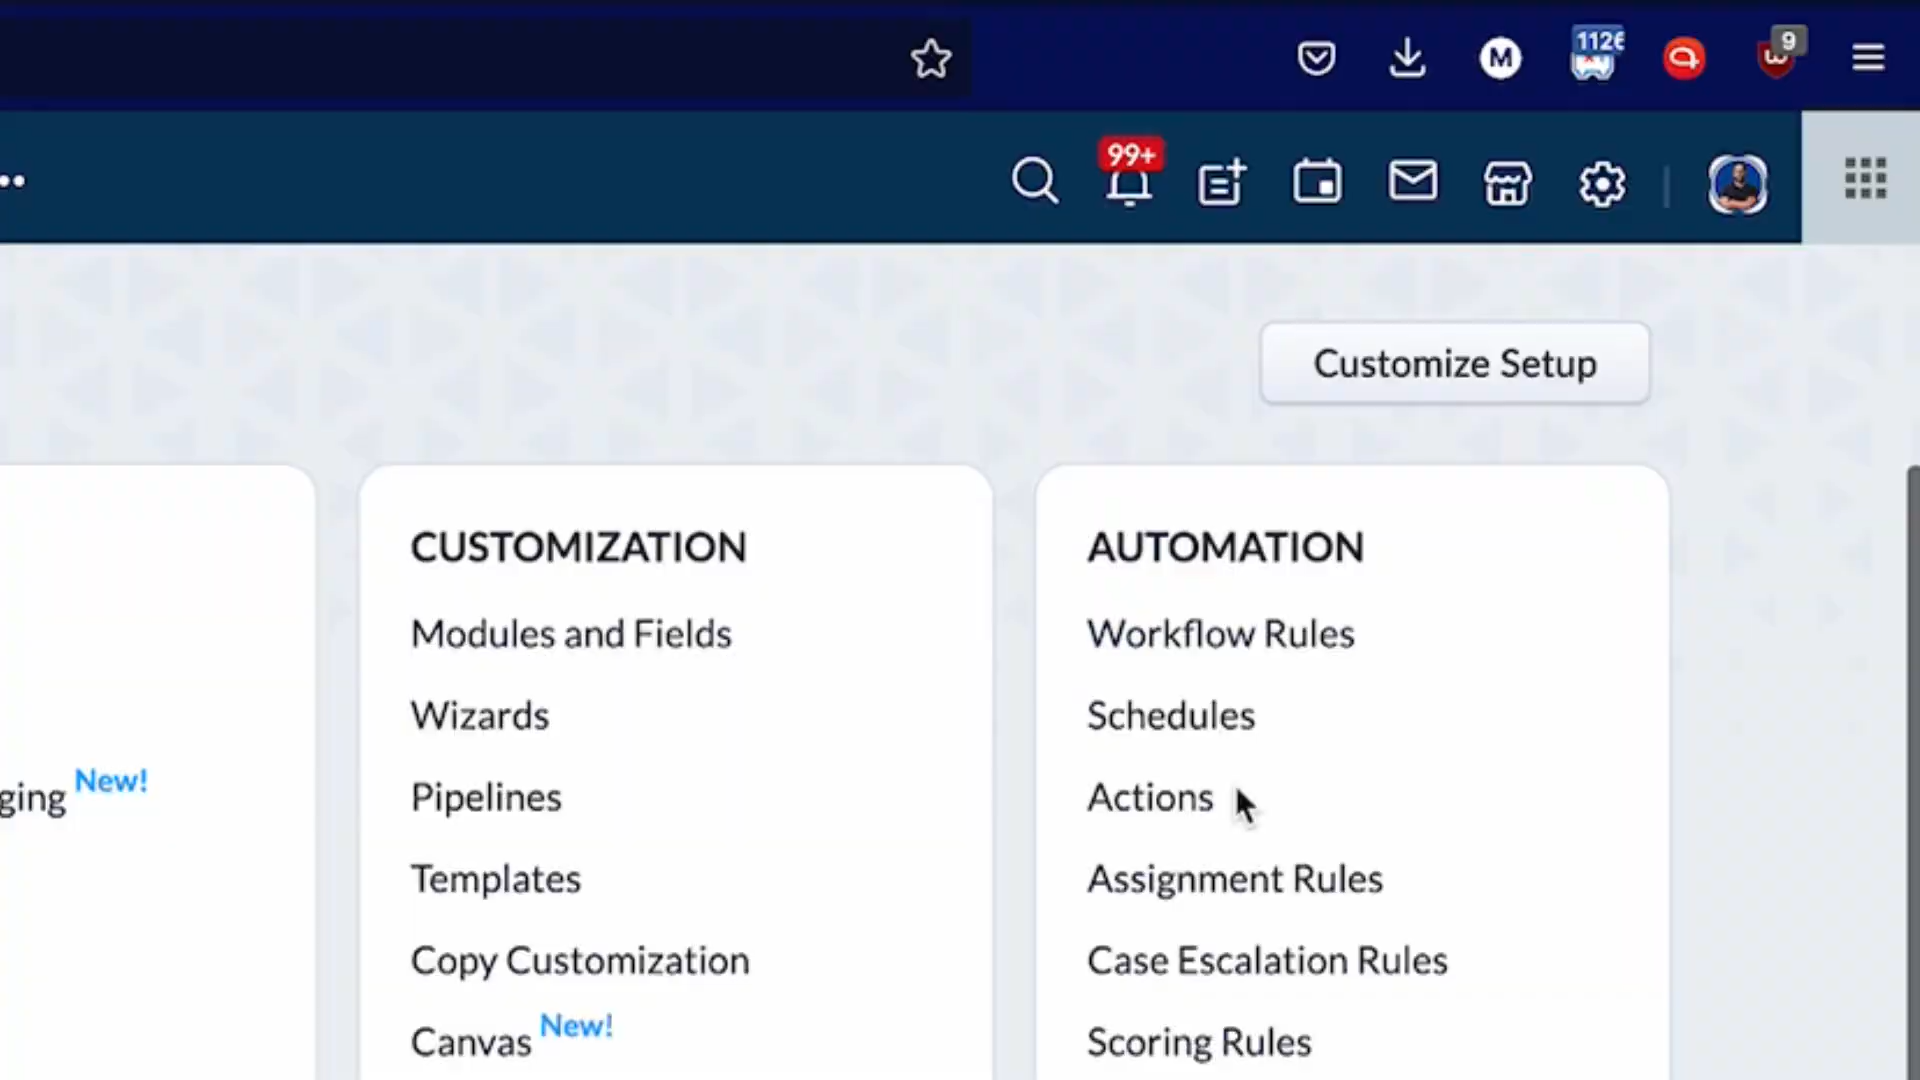 112€
9
M
99+
Customize Setup
ging New!
CUSTOMIZATION
Modules and Fields
Wizards
Pipelines
Templates
Copy Customization
Canvas New!
AUTOMATION
Workflow Rules
Schedules
Actions
Assignment Rules
Case Escalation Rules
Scoring Rules